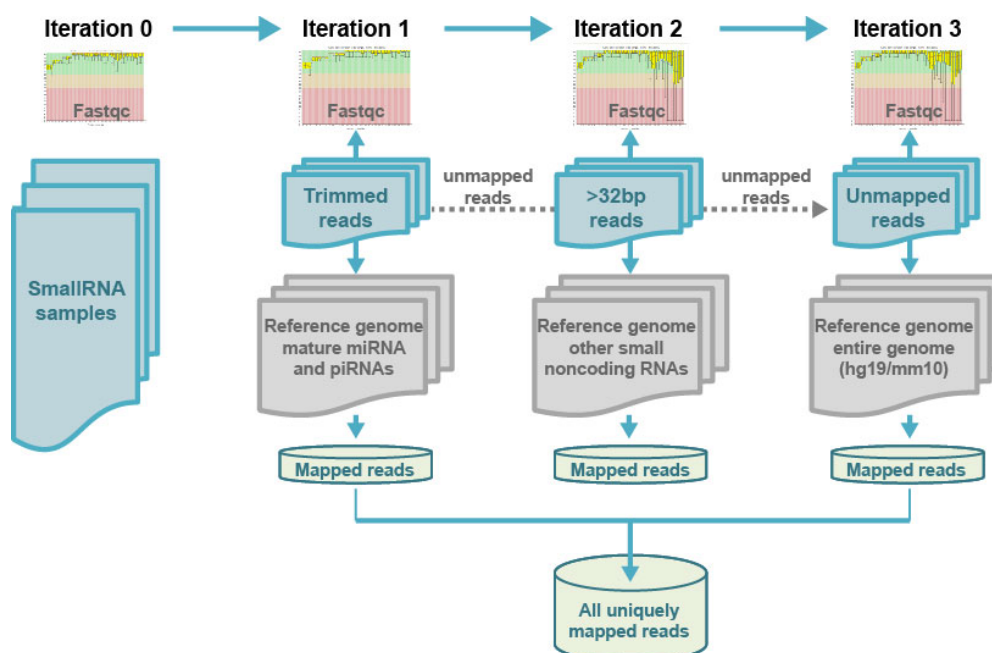 Iteration 0
Iteration 1
Iteration 2
Iteration 3
Fastqc
Fastqc
Fastqc
Fastqc
SmallRNA
samples
Trimmed
reads
unmapped
reads
>32bp
reads
unmapped
reads
Unmapped
reads
Reference genome
mature miRNA
and piRNAs
Reference genome
other small
noncoding RNAs
Reference genome
entire genome
(hg19/mm10)
Mapped reads
Mapped reads
Mapped reads
All uniquely
mapped reads